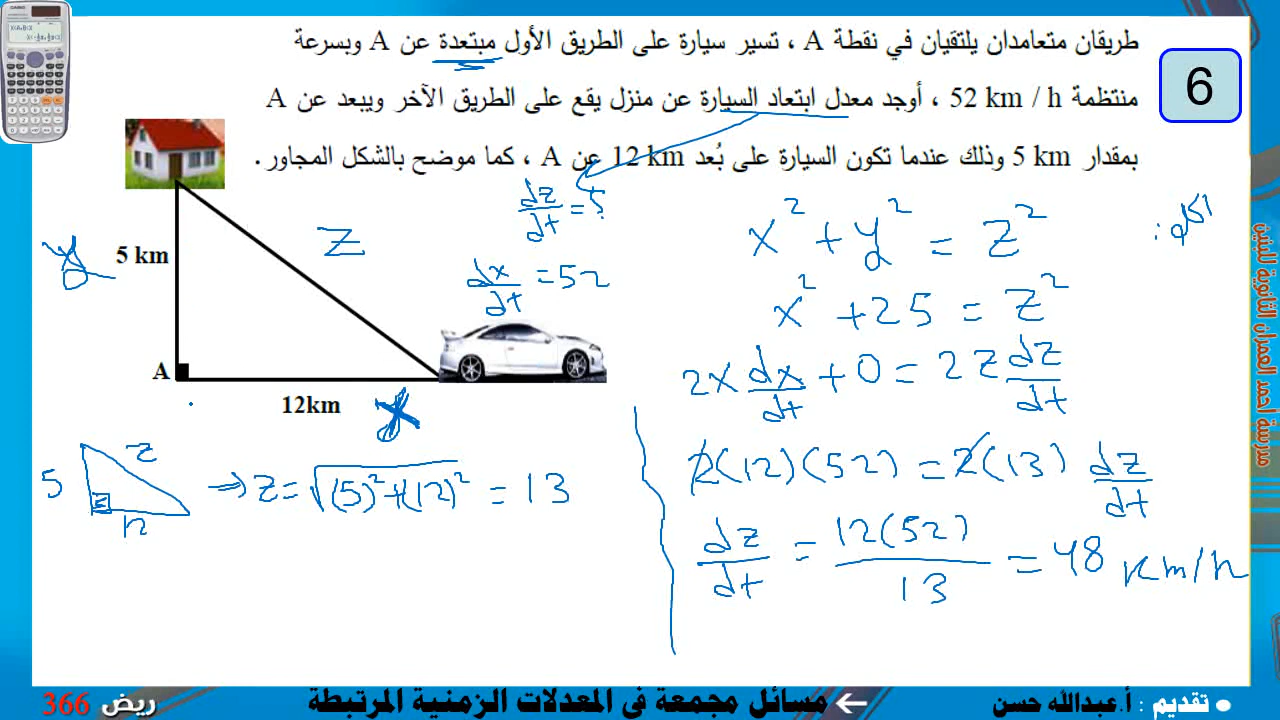 طريقان متعامدان يلتقيان في نقطة A ، تسير سيارة على الطريق الأول مبتعدة عن A وبسرعة
منتظمة 52 km / h ، أوجد معدل ابتعاد السيارة عن منزل يقع على الطريق الآخر ويبعد عن A
بمقدار 5 km وذلك عندما تكون السيارة على بُعد 12 km عن A ، كما موضح بالشكل المجاور.
6
الحل :
x² + y² = z²
x² + 25 = z²
2x dx/dt + 0 = 2z dz/dt
2(12)(52) = 2(13) dz/dt
dz/dt = 12(52)/13 = 48 km/h
dz/dt = ?
dx/dt = 52
z
y
5 km
A
12km
x
5
z
12
→ z = √(5)² + (12)² = 13
مدرسة احمد العمران الثانوية للبنين
• تقديم : أ.عبدالله حسن
← مسائل مجمعة في المعدلات الزمنية المرتبطة
ريض 366